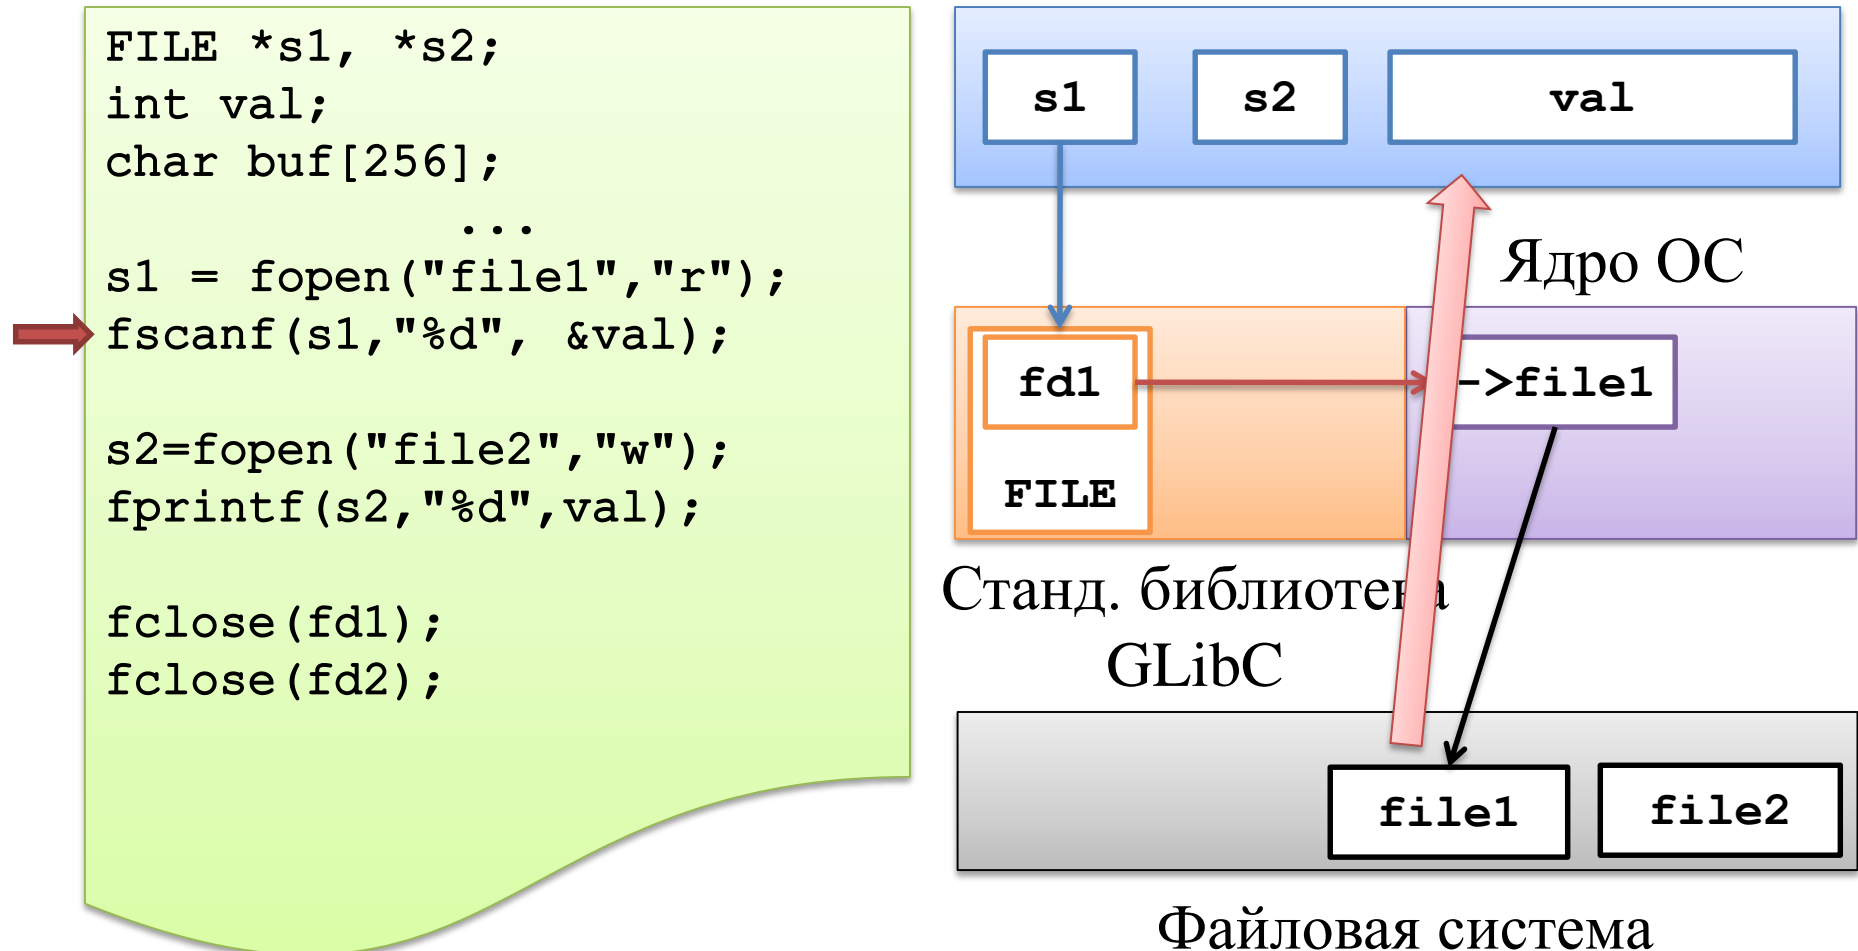 FILE *s1, *s2;
int val;
char buf[256];
...
s1 = fopen("file1","r");
fscanf(s1,"%d", &val);
s2=fopen("file2","w");
fprintf(s2,"%d",val);
fclose(fd1);
fclose(fd2);
s1
s2
val
Ядро ОС
fd1
->file1
FILE
Станд. библиотека
GLibC
file1
file2
Файловая система